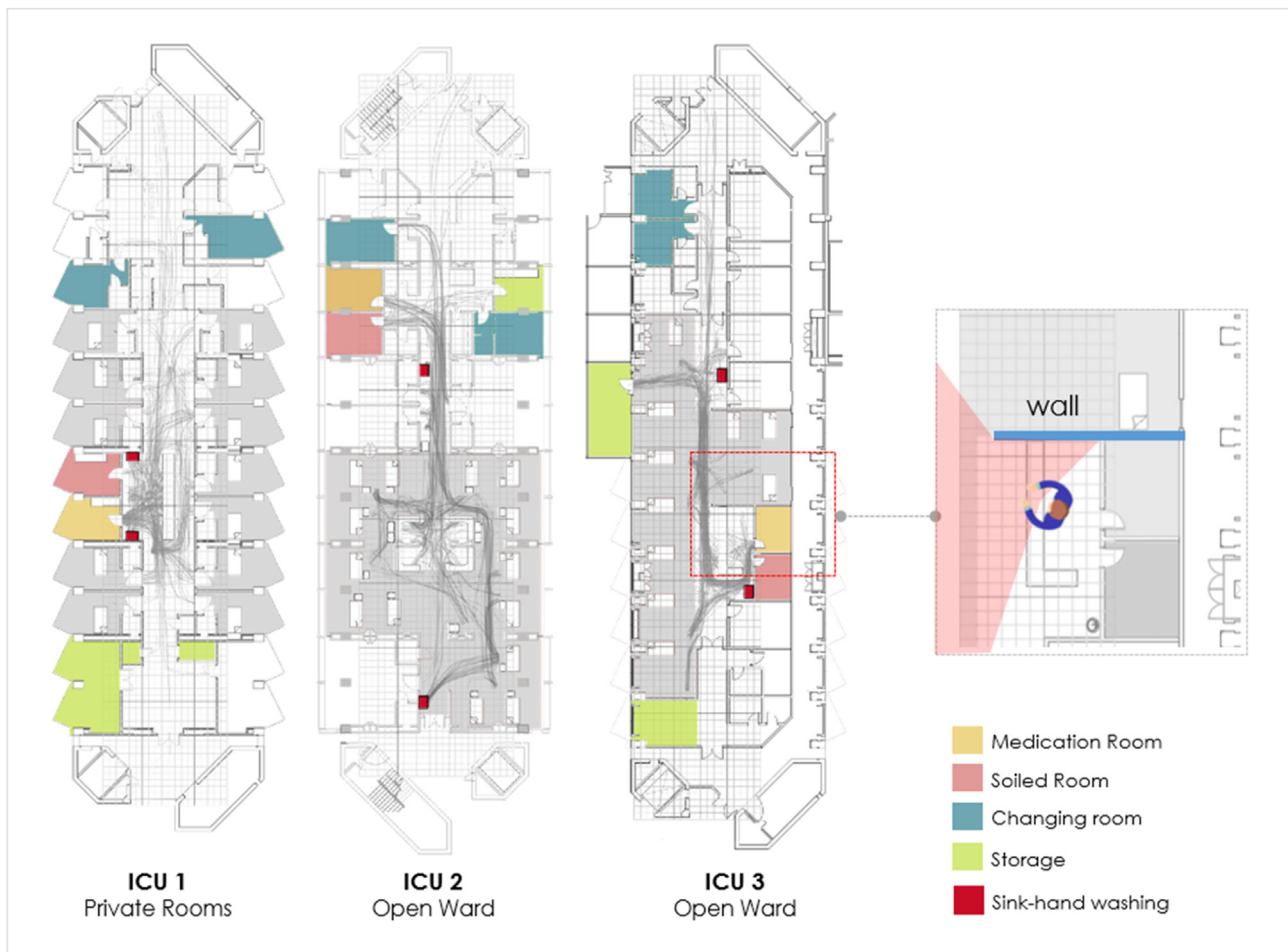 wall
Medication Room
Soiled Room
Changing room
Storage
Sink-hand washing
ICU 1
Private Rooms
ICU 2
Open Ward
ICU 3
Open Ward